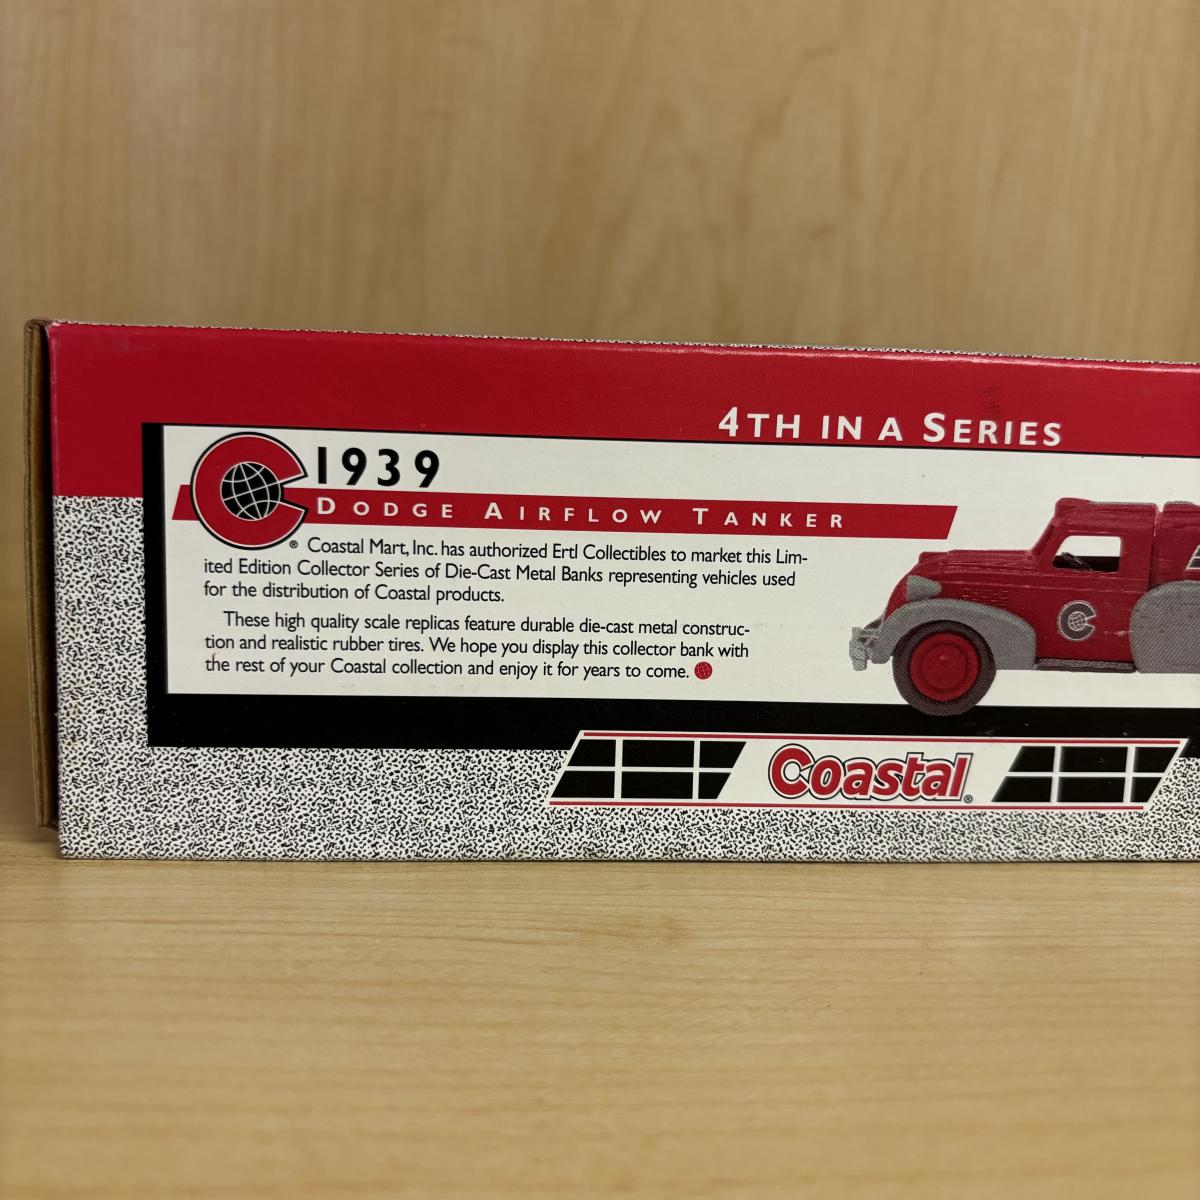 4TH IN A SERIES
1939
DODGE AIRFLOW TANKER
® Coastal Mart, Inc. has authorized Ertl Collectibles to market this Lim-
ited Edition Collector Series of Die-Cast Metal Banks representing vehicles used
for the distribution of Coastal products.
These high quality scale replicas feature durable die-cast metal construc-
tion and realistic rubber tires. We hope you display this collector bank with
the rest of your Coastal collection and enjoy it for years to come.
Coastal®